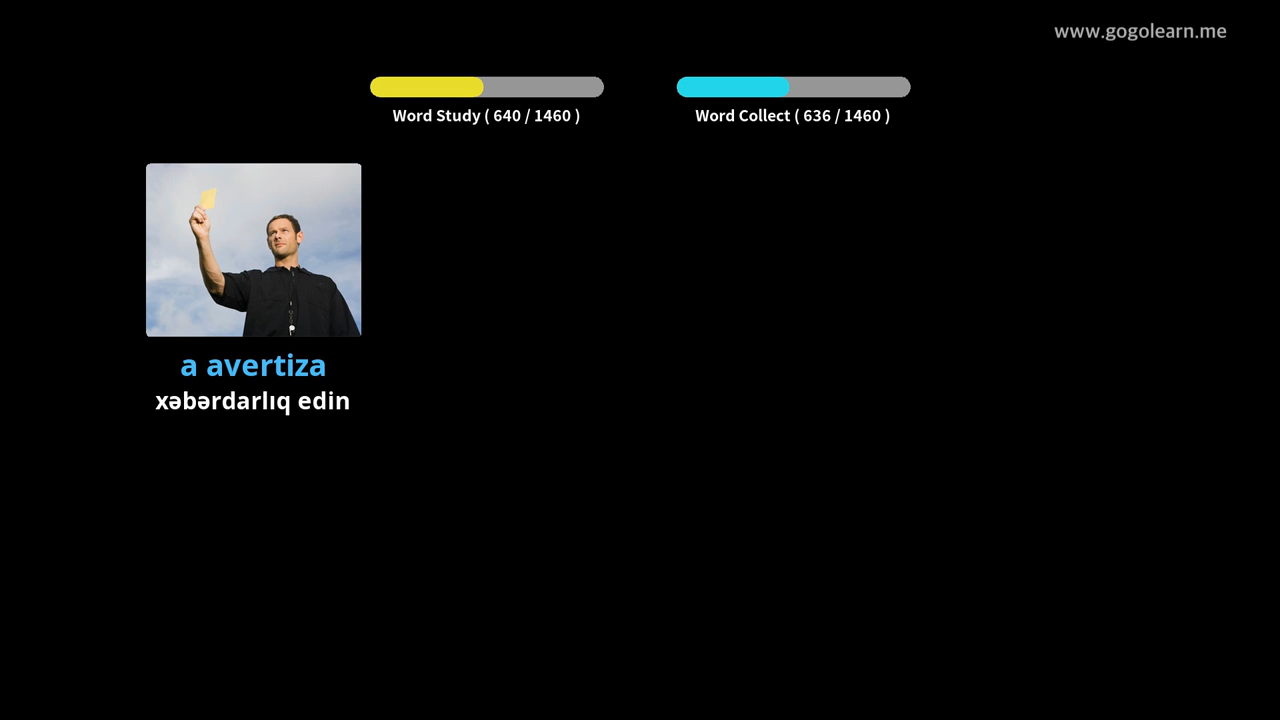 www.gogolearn.me
Word Study ( 640 / 1460 )
Word Collect ( 636 / 1460 )
a avertiza
xəbərdarlıq edin